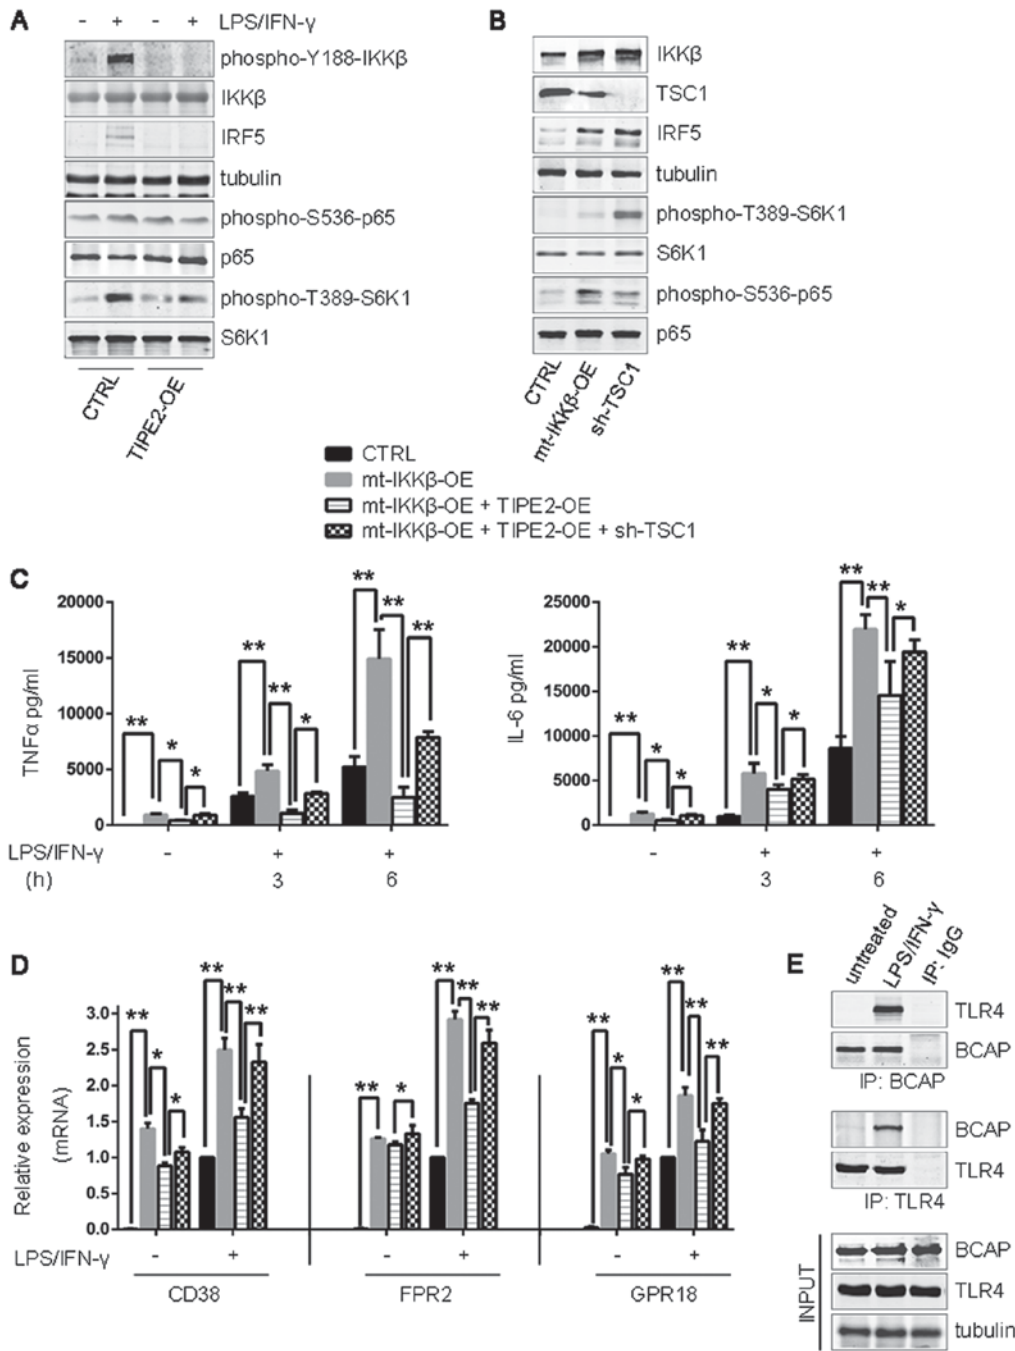 A
- + - + LPS/IFN-γ
phospho-Y188-IKKβ
IKKβ
IRF5
tubulin
phospho-S536-p65
p65
phospho-T389-S6K1
S6K1
CTRL
TIPE2-OE
B
IKKβ
TSC1
IRF5
tubulin
phospho-T389-S6K1
S6K1
phospho-S536-p65
p65
CTRL
mt-IKKβ-OE
sh-TSC1
CTRL
mt-IKKβ-OE
mt-IKKβ-OE + TIPE2-OE
mt-IKKβ-OE + TIPE2-OE + sh-TSC1
C
TNFα pg/ml
20000
15000
10000
5000
0
** * *
** ** *
** ** **
LPS/IFN-γ - + +
(h) 3 6
IL-6 pg/ml
25000
20000
15000
10000
5000
0
** * *
** * *
** ** *
- + +
3 6
D
Relative expression
(mRNA)
3.0
2.5
2.0
1.5
1.0
0.5
0.0
** * *
** ** **
** *
** ** **
** * *
** ** **
LPS/IFN-γ - + - + - +
CD38 FPR2 GPR18
E
untreated
LPS/IFN-γ
IP: IgG
TLR4
BCAP
IP: BCAP
BCAP
TLR4
IP: TLR4
INPUT
BCAP
TLR4
tubulin